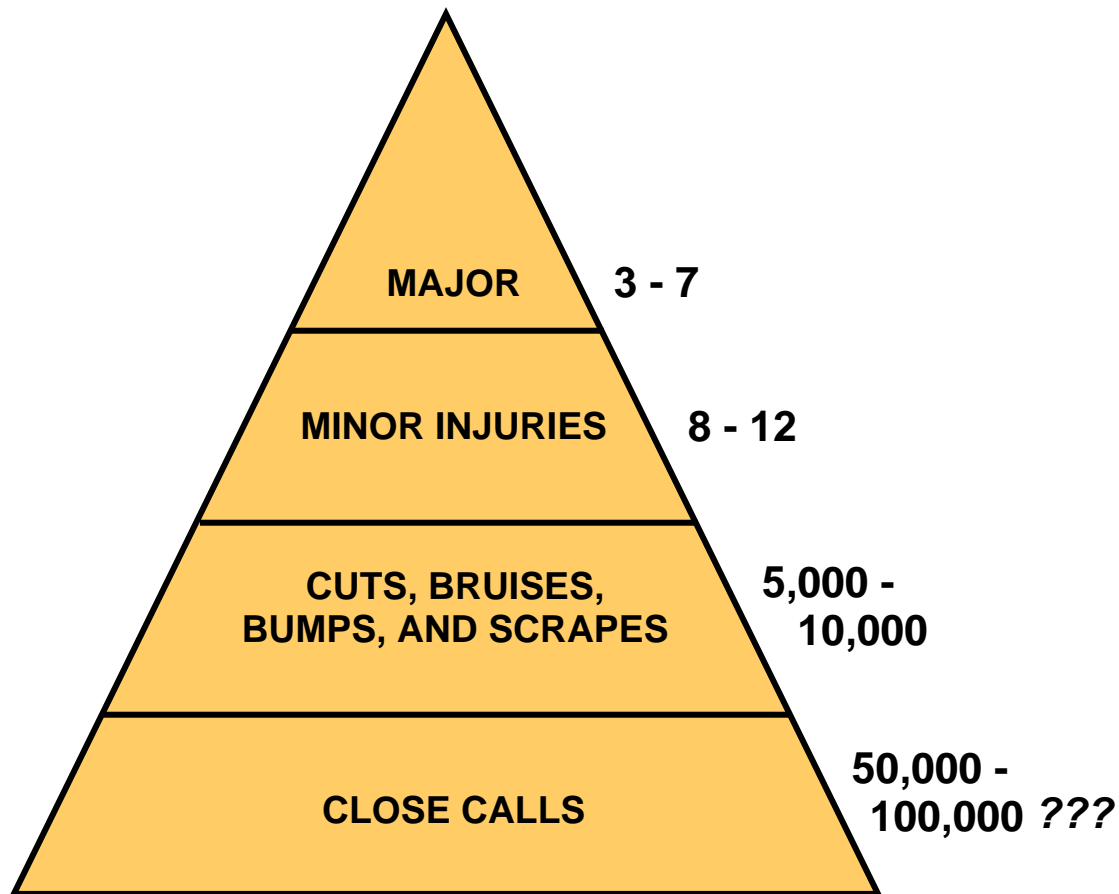 MAJOR
3 - 7
MINOR INJURIES
8 - 12
CUTS, BRUISES,
BUMPS, AND SCRAPES
5,000 -
10,000
CLOSE CALLS
50,000 -
100,000 ???